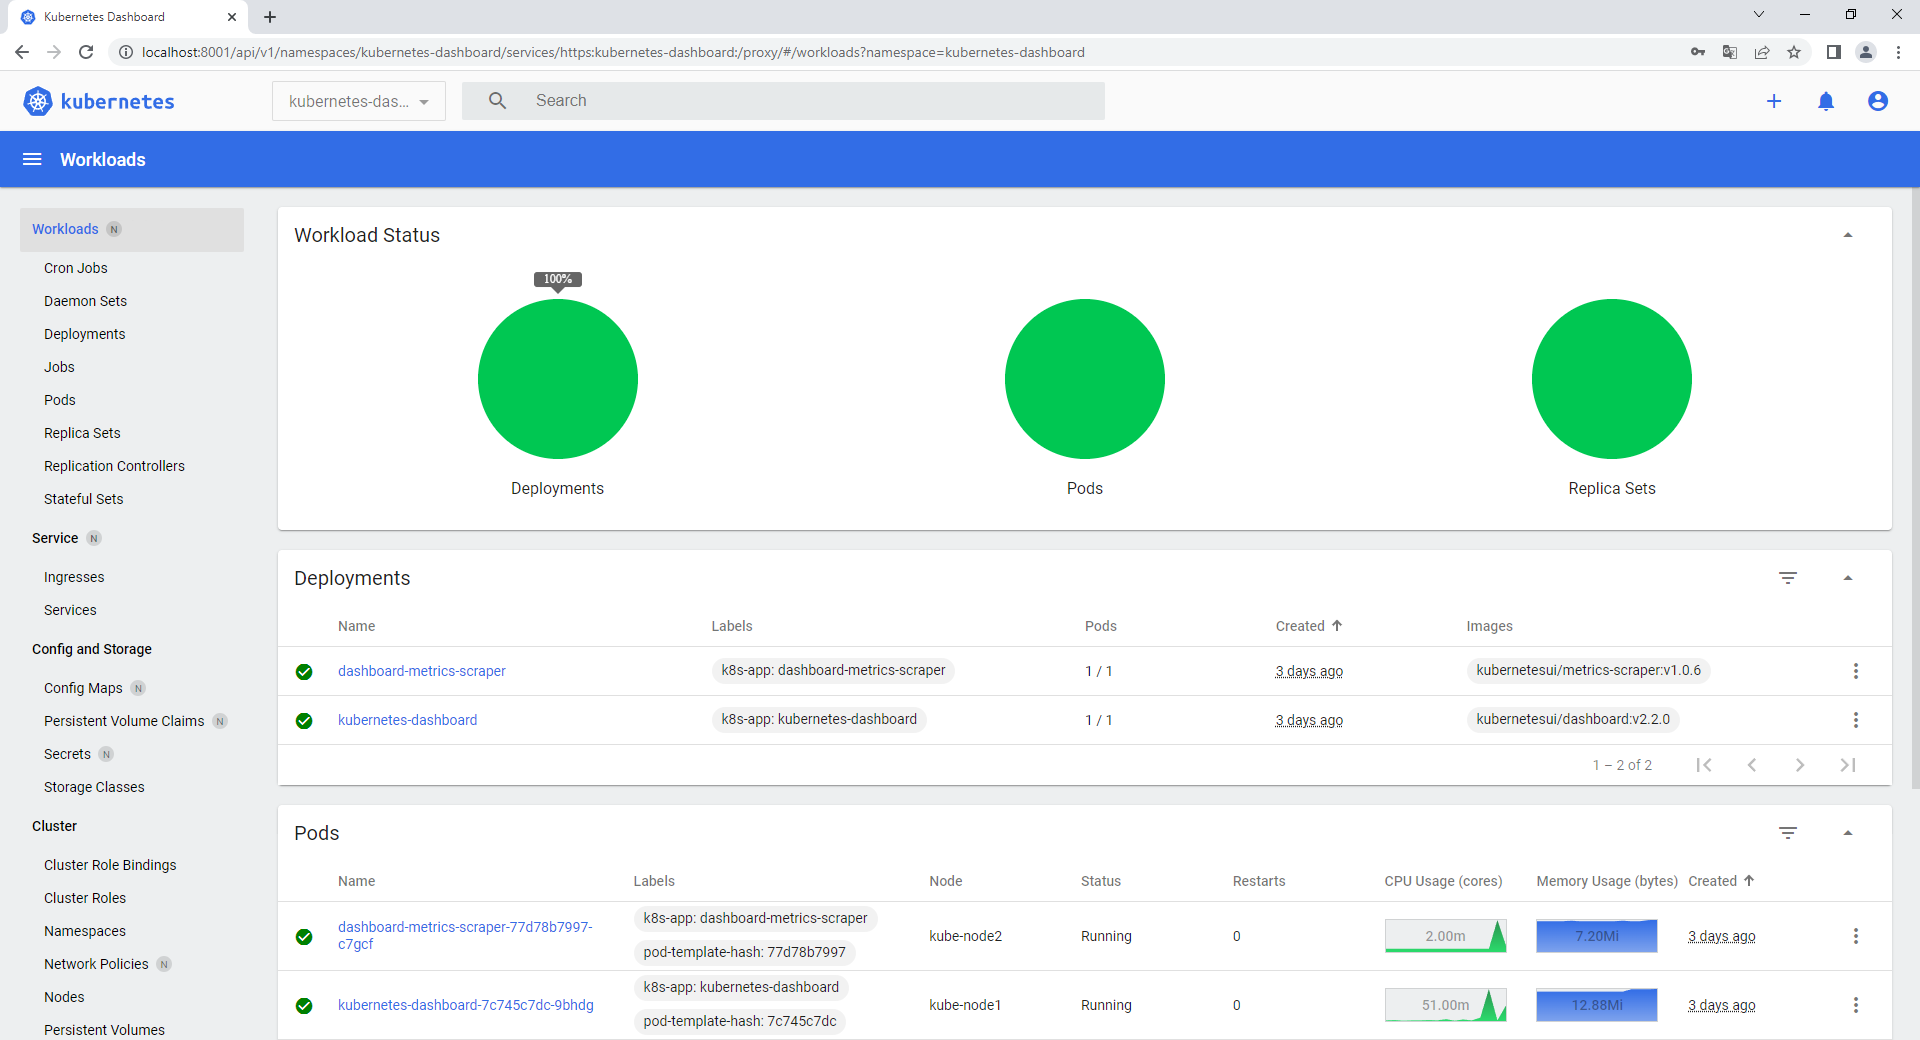 Kubernetes Dashboard
localhost:8001/api/v1/namespaces/kubernetes-dashboard/services/https:kubernetes-dashboard:/proxy/#/workloads?namespace=kubernetes-dashboard
kubernetes
kubernetes-das...
Search
Workloads
Workloads N
Cron Jobs
Daemon Sets
Deployments
Jobs
Pods
Replica Sets
Replication Controllers
Stateful Sets
Service N
Ingresses
Services
Config and Storage
Config Maps N
Persistent Volume Claims N
Secrets N
Storage Classes
Cluster
Cluster Role Bindings
Cluster Roles
Namespaces
Network Policies N
Nodes
Persistent Volumes
Workload Status
100%
Deployments Pods Replica Sets
Deployments
Name Labels Pods Created Images
dashboard-metrics-scraper k8s-app: dashboard-metrics-scraper 1 / 1 3 days ago kubernetesui/metrics-scraper:v1.0.6
kubernetes-dashboard k8s-app: kubernetes-dashboard 1 / 1 3 days ago kubernetesui/dashboard:v2.2.0
1 – 2 of 2
Pods
Name Labels Node Status Restarts CPU Usage (cores) Memory Usage (bytes) Created
dashboard-metrics-scraper-77d78b7997-
c7gcf
k8s-app: dashboard-metrics-scraper
pod-template-hash: 77d78b7997
kube-node2 Running 0 2.00m 7.20Mi 3 days ago
kubernetes-dashboard-7c745c7dc-9bhdg
k8s-app: kubernetes-dashboard
pod-template-hash: 7c745c7dc
kube-node1 Running 0 51.00m 12.88Mi 3 days ago